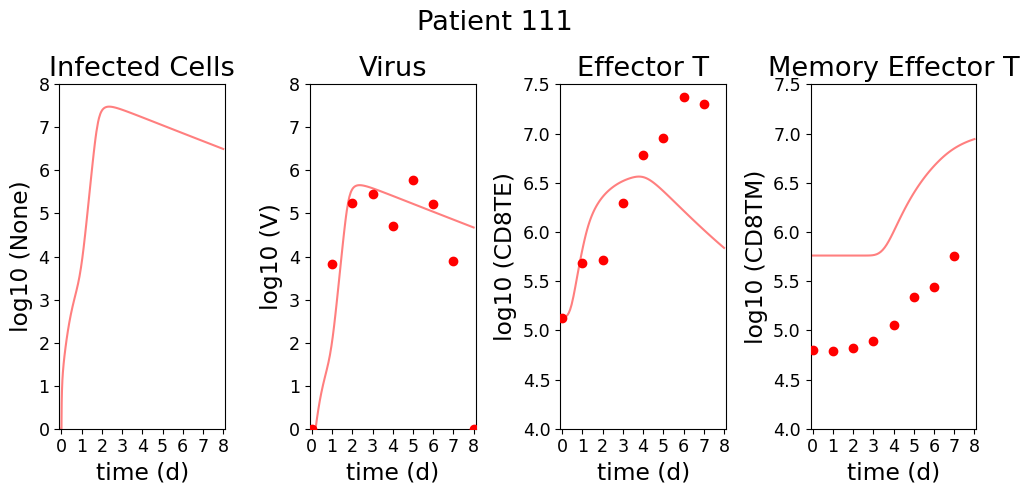 Patient 111
Infected Cells
Virus
Effector T
Memory Effector T
log10 (None)
0
1
2
3
4
5
6
7
8
0 1 2 3 4 5 6 7 8
time (d)
log10 (V)
0
1
2
3
4
5
6
7
8
0 1 2 3 4 5 6 7 8
time (d)
log10 (CD8TE)
4.0
4.5
5.0
5.5
6.0
6.5
7.0
7.5
0 1 2 3 4 5 6 7 8
time (d)
log10 (CD8TM)
4.0
4.5
5.0
5.5
6.0
6.5
7.0
7.5
0 1 2 3 4 5 6 7 8
time (d)